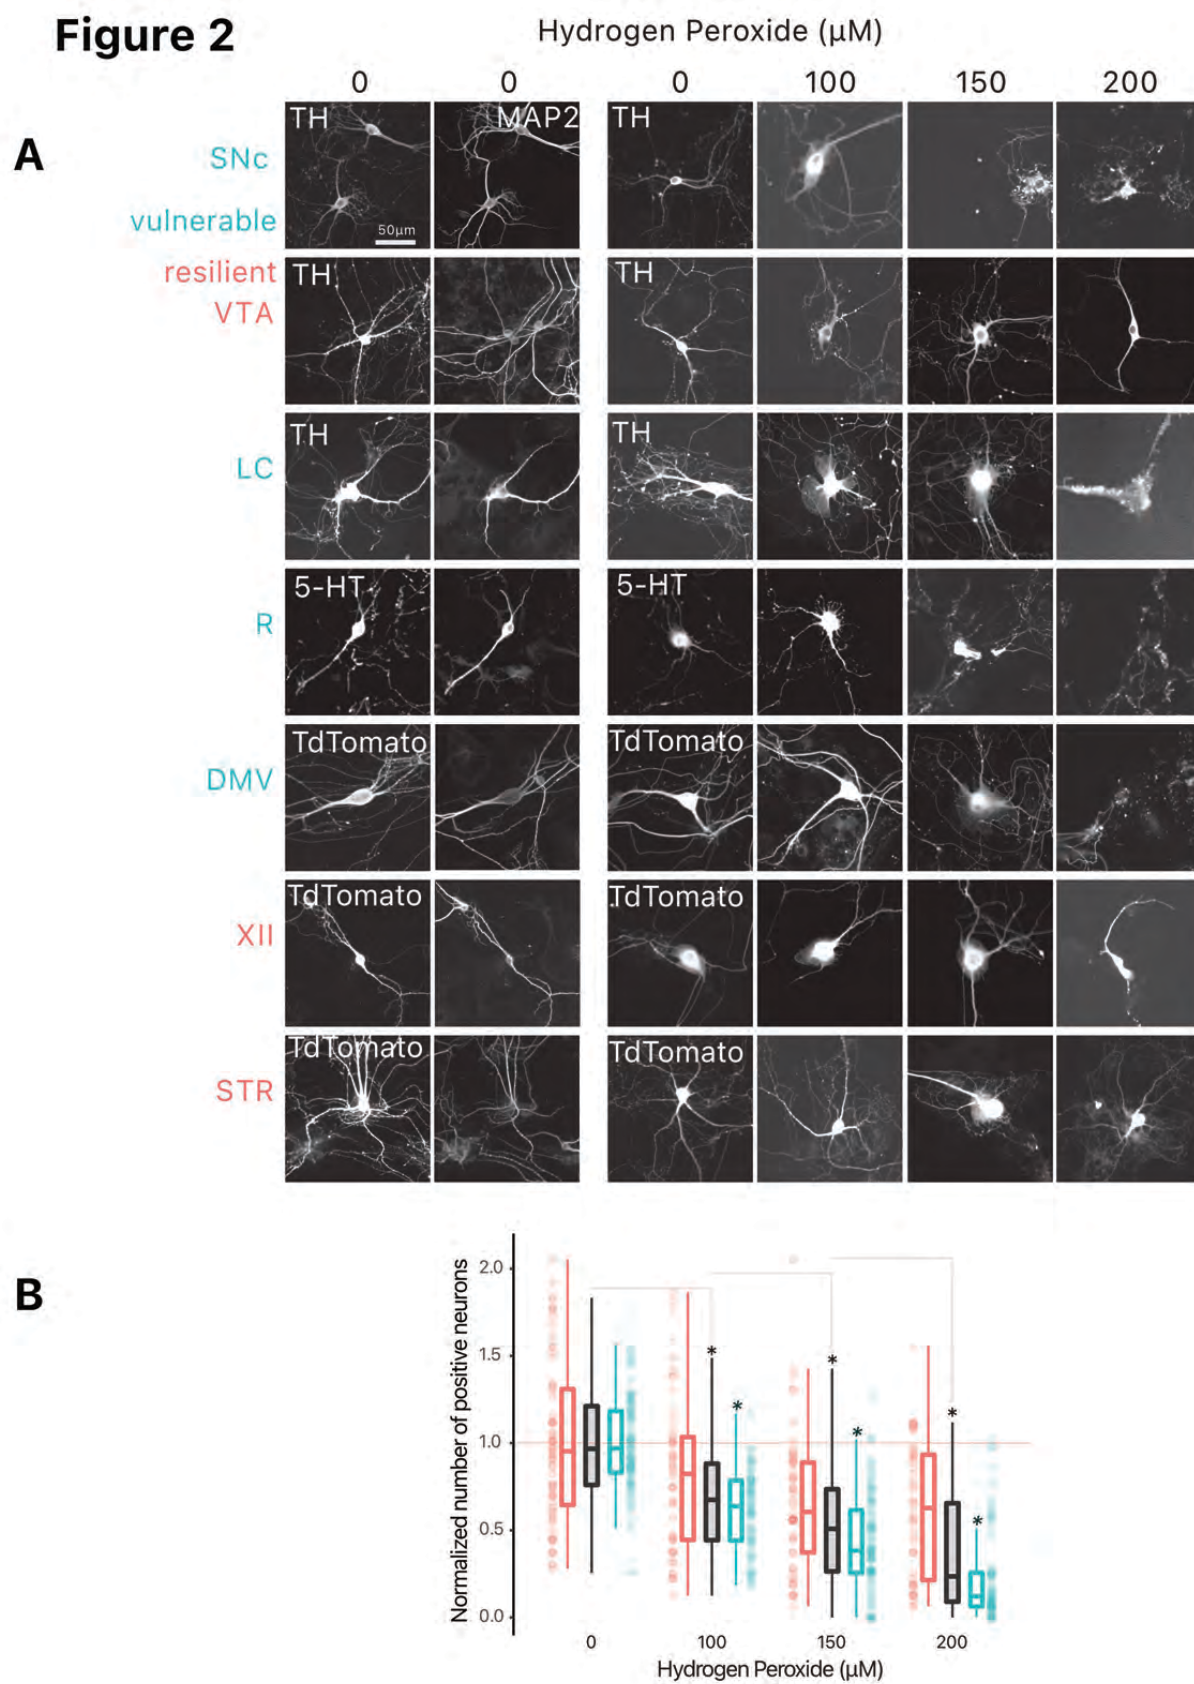 Figure 2
Hydrogen Peroxide (μM)
0 0 0 100 150 200
A
SNc
vulnerable
TH
MAP2
TH
50μm
resilient
VTA
TH
TH
LC
TH
TH
R
5-HT
5-HT
DMV
TdTomato
TdTomato
XII
TdTomato
TdTomato
STR
TdTomato
TdTomato
B
Normalized number of positive neurons
2.0
1.5
1.0
0.5
0.0
* * * * * *
0 100 150 200
Hydrogen Peroxide (μM)